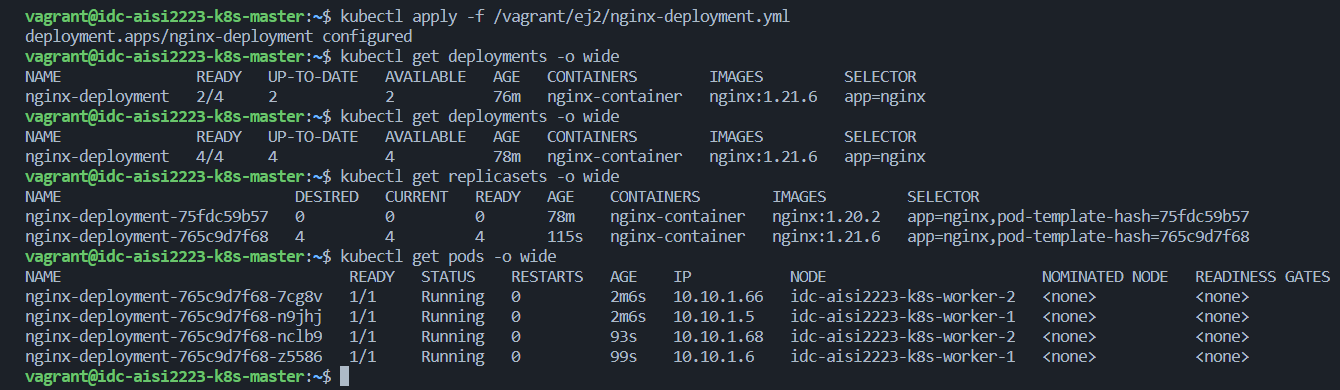 vagrant@idc-aisi2223-k8s-master:~$ kubectl apply -f /vagrant/ej2/nginx-deployment.yml
deployment.apps/nginx-deployment configured
vagrant@idc-aisi2223-k8s-master:~$ kubectl get deployments -o wide
NAME READY UP-TO-DATE AVAILABLE AGE CONTAINERS IMAGES SELECTOR
nginx-deployment 2/4 2 2 76m nginx-container nginx:1.21.6 app=nginx
vagrant@idc-aisi2223-k8s-master:~$ kubectl get deployments -o wide
NAME READY UP-TO-DATE AVAILABLE AGE CONTAINERS IMAGES SELECTOR
nginx-deployment 4/4 4 4 78m nginx-container nginx:1.21.6 app=nginx
vagrant@idc-aisi2223-k8s-master:~$ kubectl get replicasets -o wide
NAME DESIRED CURRENT READY AGE CONTAINERS IMAGES SELECTOR
nginx-deployment-75fdc59b57 0 0 0 78m nginx-container nginx:1.20.2 app=nginx,pod-template-hash=75fdc59b57
nginx-deployment-765c9d7f68 4 4 4 115s nginx-container nginx:1.21.6 app=nginx,pod-template-hash=765c9d7f68
vagrant@idc-aisi2223-k8s-master:~$ kubectl get pods -o wide
NAME READY STATUS RESTARTS AGE IP NODE NOMINATED NODE READINESS GATES
nginx-deployment-765c9d7f68-7cg8v 1/1 Running 0 2m6s 10.10.1.66 idc-aisi2223-k8s-worker-2 <none> <none>
nginx-deployment-765c9d7f68-n9jhj 1/1 Running 0 2m6s 10.10.1.5 idc-aisi2223-k8s-worker-1 <none> <none>
nginx-deployment-765c9d7f68-nclb9 1/1 Running 0 93s 10.10.1.68 idc-aisi2223-k8s-worker-2 <none> <none>
nginx-deployment-765c9d7f68-z5586 1/1 Running 0 99s 10.10.1.6 idc-aisi2223-k8s-worker-1 <none> <none>
vagrant@idc-aisi2223-k8s-master:~$